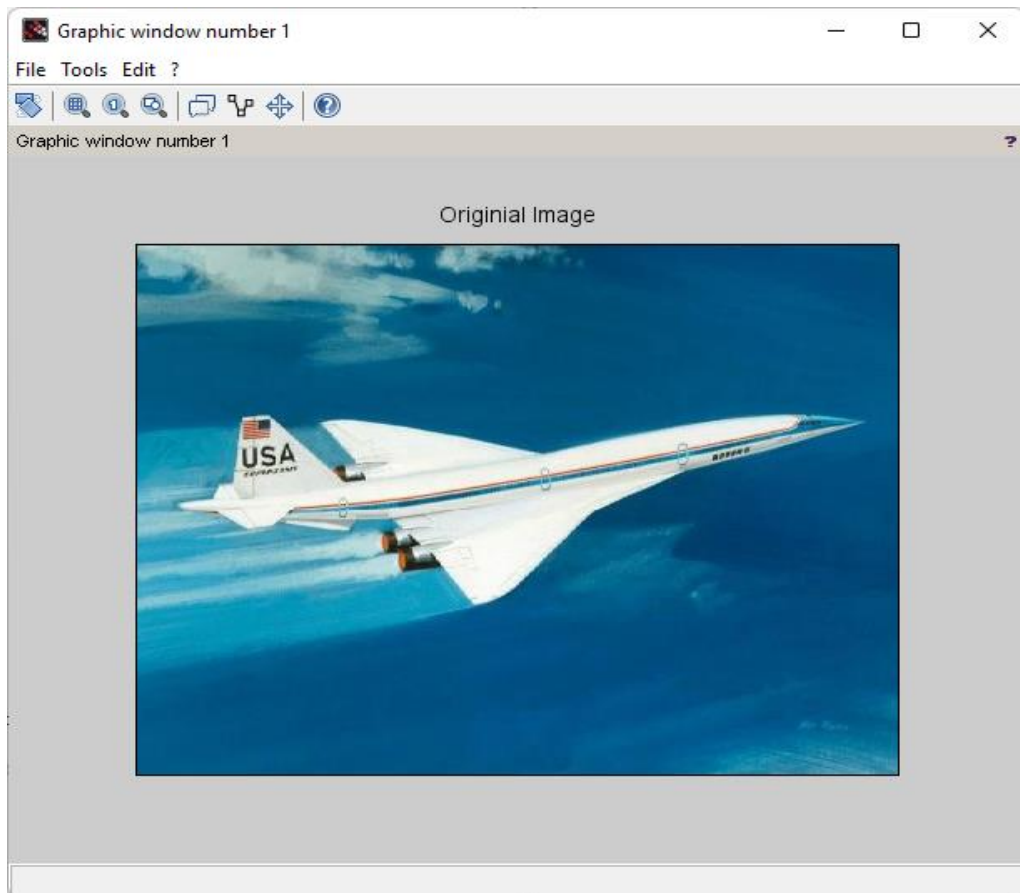 Graphic window number 1
File Tools Edit ?
Graphic window number 1 ?
Originial Image
USA